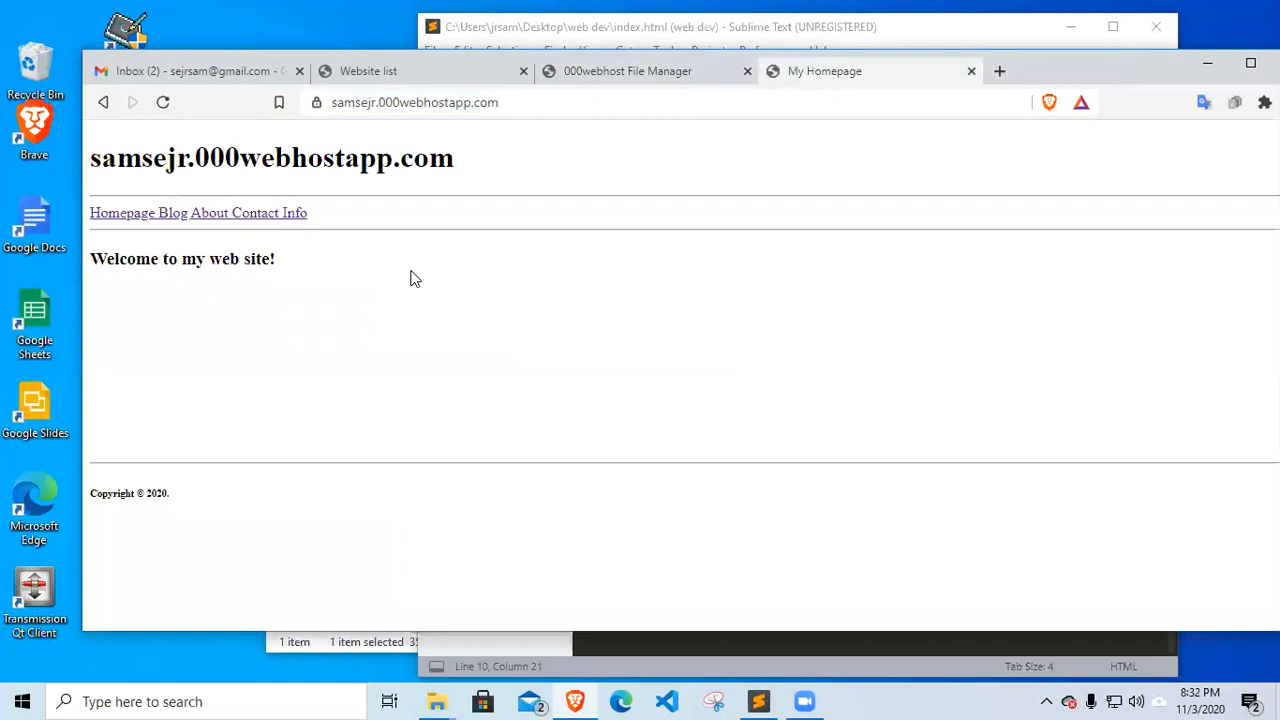 C:\Users\jrsam\Desktop\web dev\index.html (web dev) - Sublime Text (UNREGISTERED)
Inbox (2) - sejrsam@gmail.com - G
Website list
000webhost File Manager
My Homepage
samsejr.000webhostapp.com
samsejr.000webhostapp.com
Homepage Blog About Contact Info
Welcome to my web site!
Copyright © 2020.
Recycle Bin
Brave
Google Docs
Google
Sheets
Google Slides
Microsoft
Edge
Transmission
Qt Client
1 item 1 item selected
Line 10, Column 21
Tab Size: 4
HTML
Type here to search
2
8:32 PM
11/3/2020
2